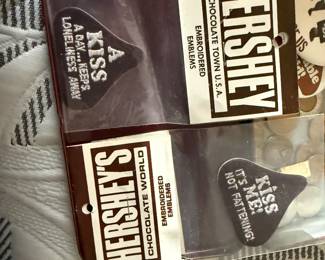 A
KISS
A DAY... KEEPS
LONELINESS AWAY
HERSHEY
CHOCOLATE TOWN U.S.A.
EMBROIDERED
EMBLEMS
HERSHEY'S
CHOCOLATE WORLD
EMBROIDERED
EMBLEMS
KISS
IT'S ME!
NOT FATTENING!